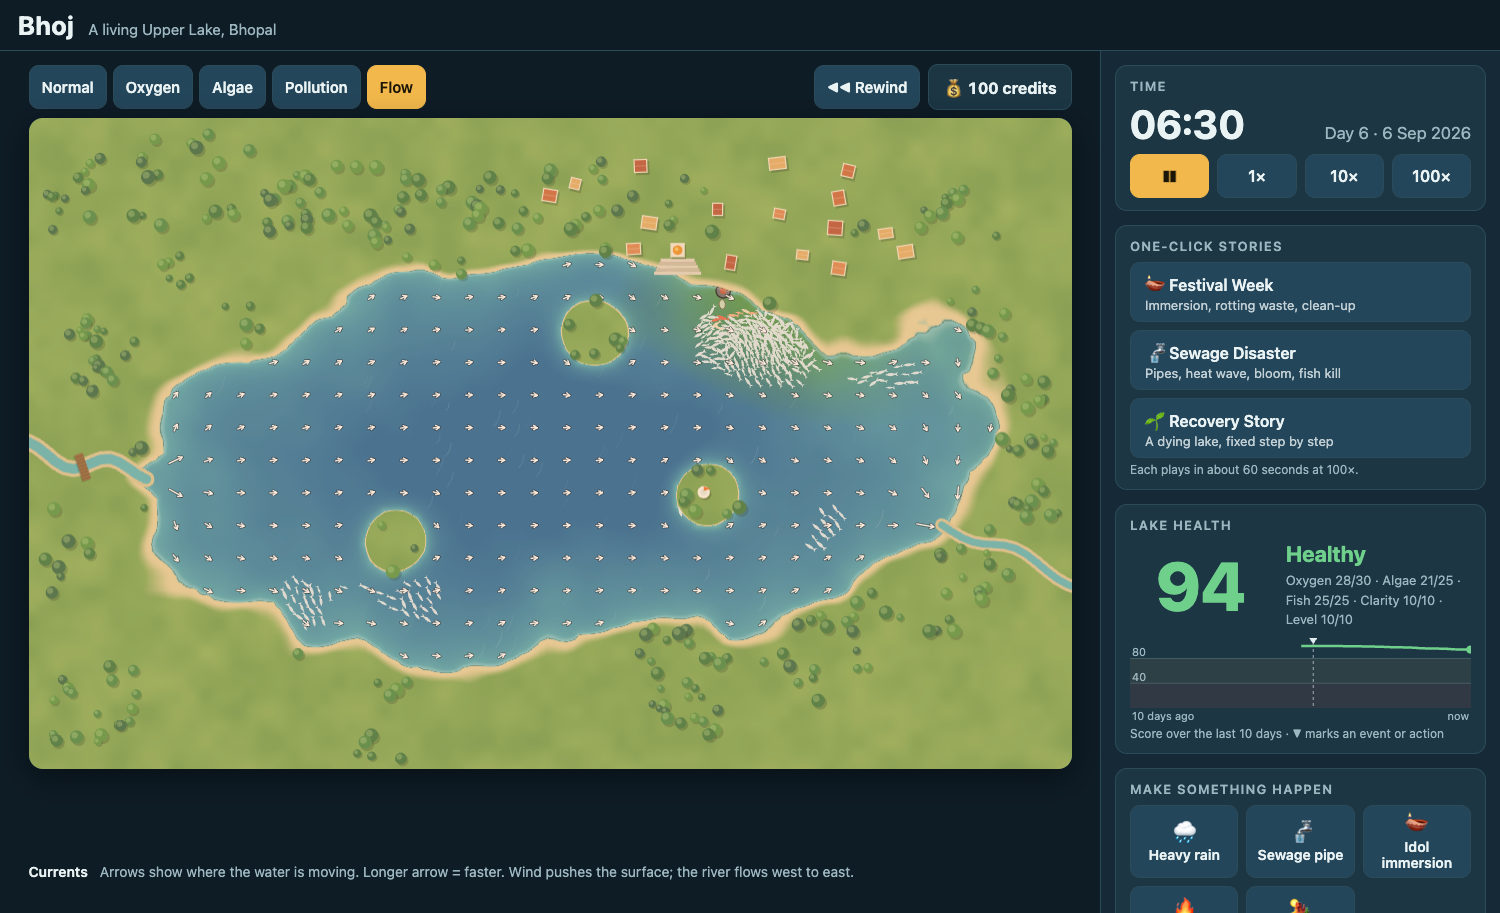 Bhoj
A living Upper Lake, Bhopal
Normal
Oxygen
Algae
Pollution
Flow
Rewind
100 credits
TIME
06:30
Day 6 · 6 Sep 2026
1×
10×
100×
ONE-CLICK STORIES
Festival Week
Immersion, rotting waste, clean-up
Sewage Disaster
Pipes, heat wave, bloom, fish kill
Recovery Story
A dying lake, fixed step by step
Each plays in about 60 seconds at 100×.
LAKE HEALTH
94
Healthy
Oxygen 28/30 · Algae 21/25 ·
Fish 25/25 · Clarity 10/10 ·
Level 10/10
80
40
10 days ago
now
Score over the last 10 days · ▼ marks an event or action
MAKE SOMETHING HAPPEN
Heavy rain
Sewage pipe
Idol
immersion
Currents
Arrows show where the water is moving. Longer arrow = faster. Wind pushes the surface; the river flows west to east.